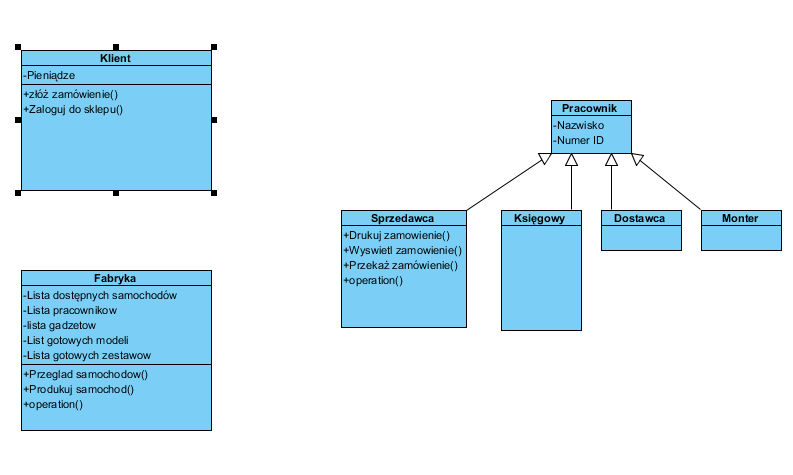 Klient
-Pieniądze
+złóż zamówienie()
+Zaloguj do sklepu()
Pracownik
-Nazwisko
-Numer ID
Sprzedawca
+Drukuj zamowienie()
+Wyswietl zamowienie()
+Przekaż zamówienie()
+operation()
Księgowy
Dostawca
Monter
Fabryka
-Lista dostępnych samochodów
-Lista pracownikow
-lista gadzetow
-List gotowych modeli
-Lista gotowych zestawow
+Przeglad samochodow()
+Produkuj samochod()
+operation()